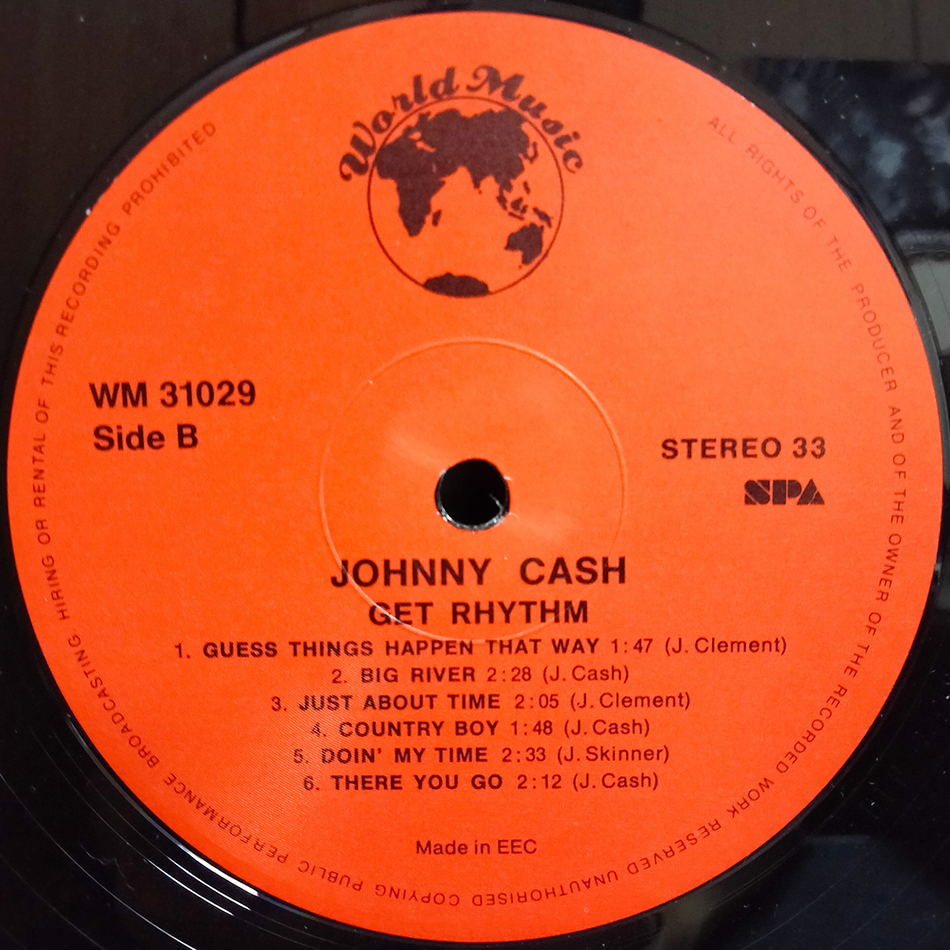 World Music
WM 31029
Side B
STEREO 33
SPA
JOHNNY CASH
GET RHYTHM
1. GUESS THINGS HAPPEN THAT WAY 1:47 (J. Clement)
2. BIG RIVER 2:28 (J. Cash)
3. JUST ABOUT TIME 2:05 (J. Clement)
4. COUNTRY BOY 1:48 (J. Cash)
5. DOIN' MY TIME 2:33 (J. Skinner)
6. THERE YOU GO 2:12 (J. Cash)
Made in EEC
ALL RIGHTS OF THE PRODUCER AND OF THE OWNER OF THE RECORDED WORK RESERVED UNAUTHORISED COPYING PUBLIC PERFORMANCE BROADCASTING, HIRING OR RENTAL OF THIS RECORDING PROHIBITED